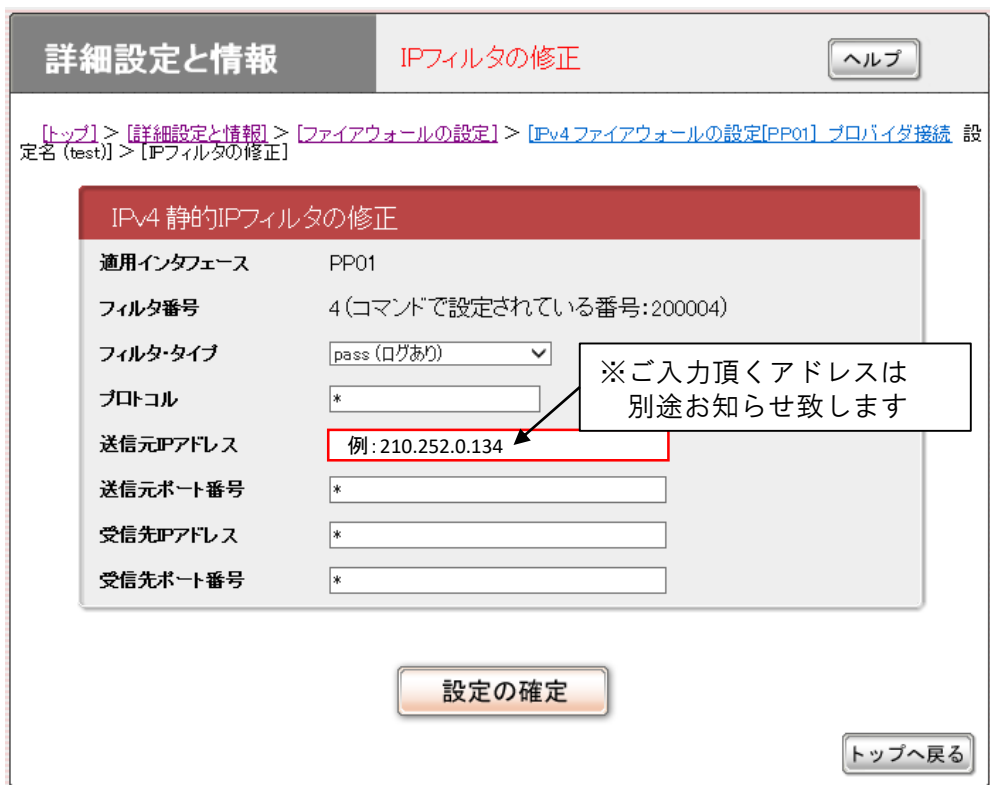 詳細設定と情報
IPフィルタの修正
ヘルプ
[トップ] > [詳細設定と情報] > [ファイアウォールの設定] > [IPv4 ファイアウォールの設定[PP01] プロバイダ接続 設
定名 (test)] > [IPフィルタの修正]
IPv4 静的IPフィルタの修正
適用インタフェース PP01
フィルタ番号 4(コマンドで設定されている番号:200004)
フィルタ・タイプ pass (ログあり)
※ご入力頂くアドレスは
別途お知らせ致します
プロトコル *
送信元IPアドレス 例:210.252.0.134
送信元ポート番号 *
受信先IPアドレス *
受信先ポート番号 *
設定の確定
トップへ戻る